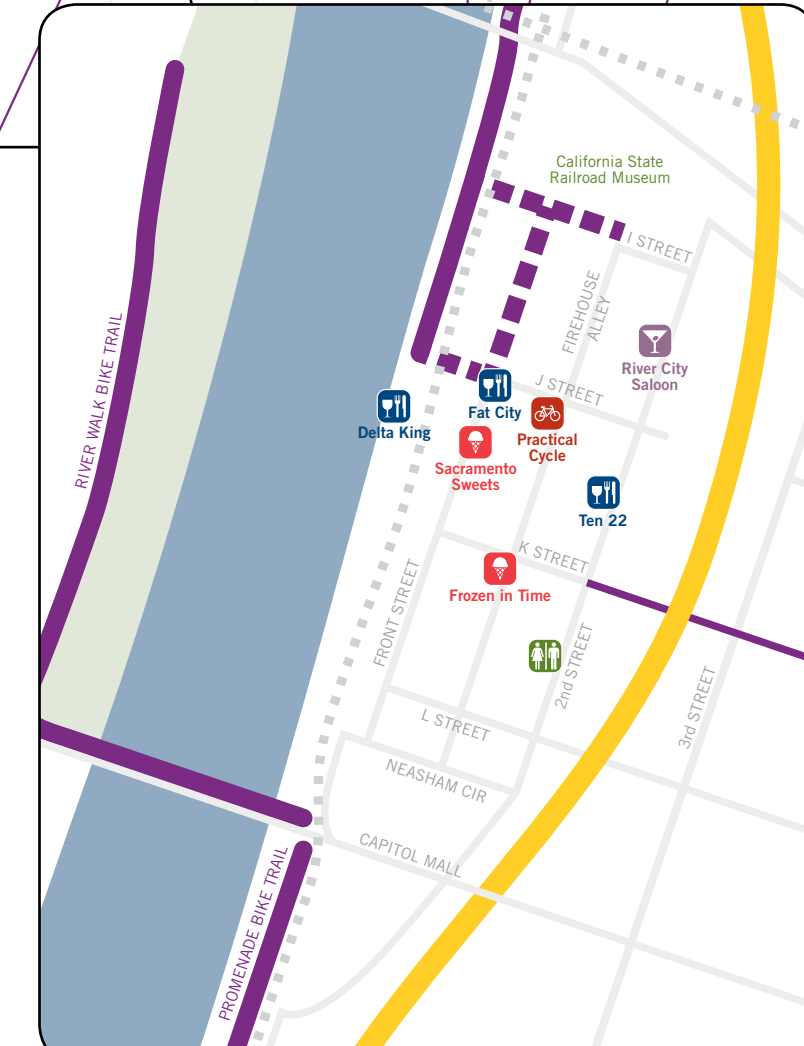 California State
Railroad Museum
I STREET
FIREHOUSE
ALLEY
River City
Saloon
J STREET
Delta King
Fat City
Practical
Cycle
Sacramento
Sweets
RIVER WALK BIKE TRAIL
Ten 22
K STREET
Frozen in Time
FRONT STREET
2nd STREET
3rd STREET
L STREET
NEASHAM CIR
CAPITOL MALL
PROMENADE BIKE TRAIL